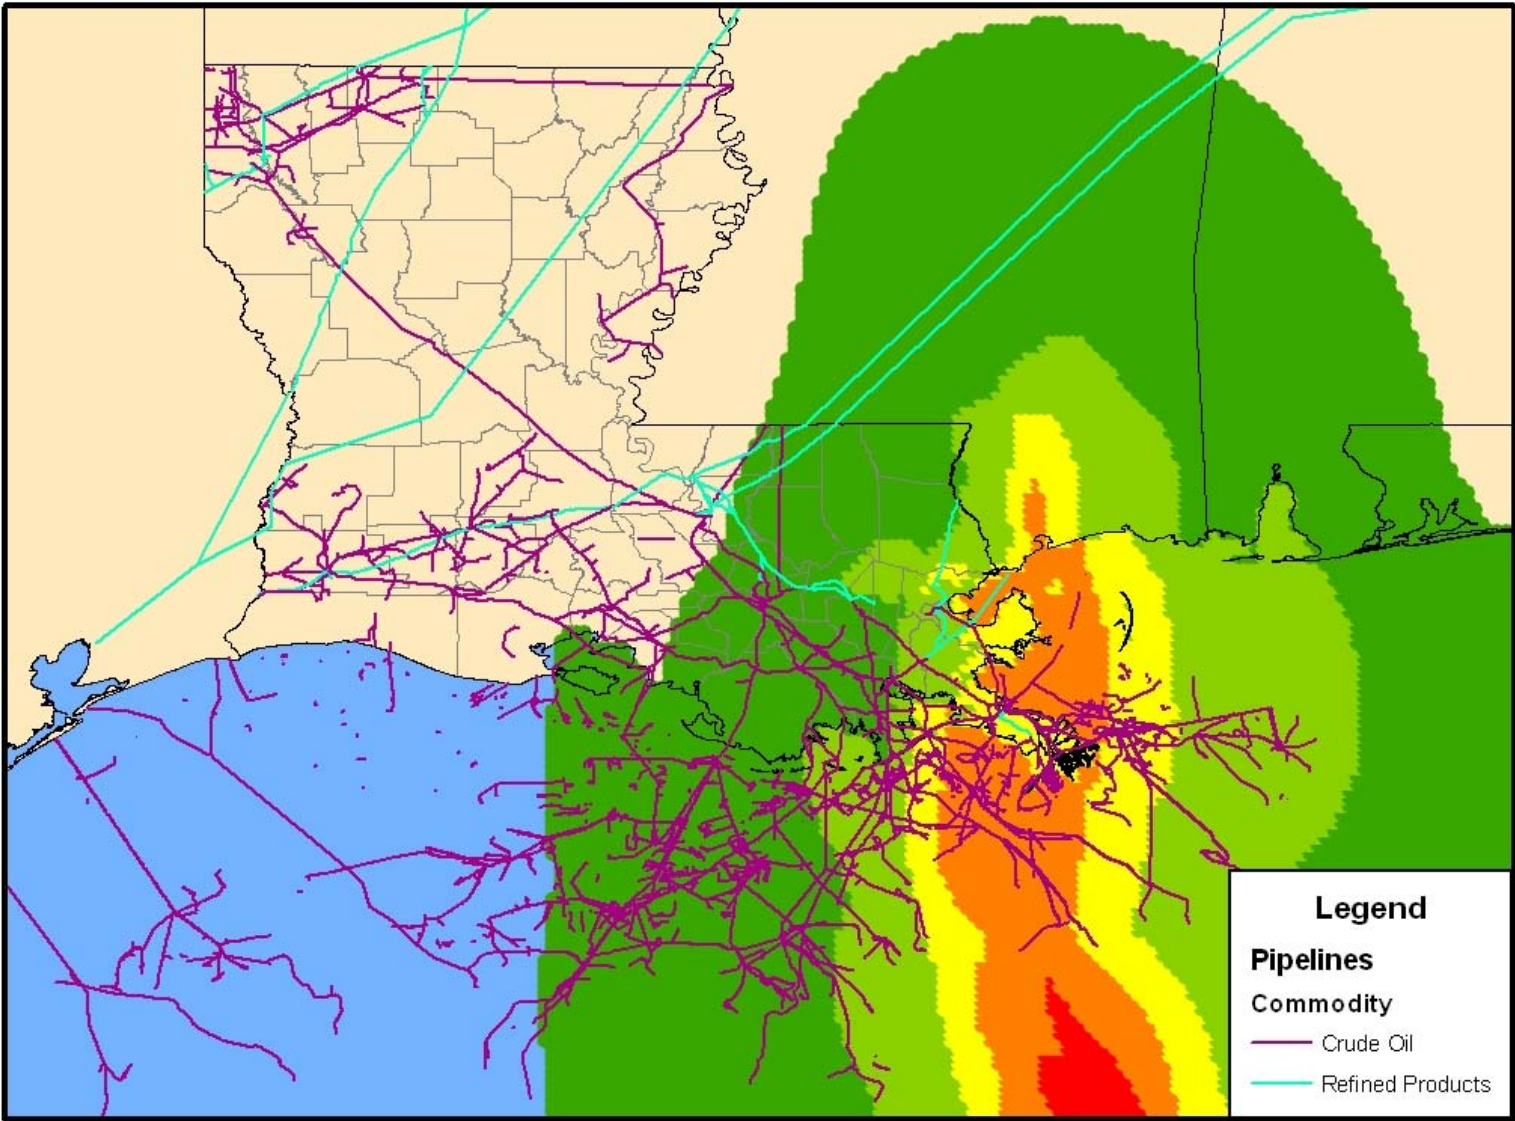 Legend
Pipelines
Commodity
Crude Oil
Refined Products